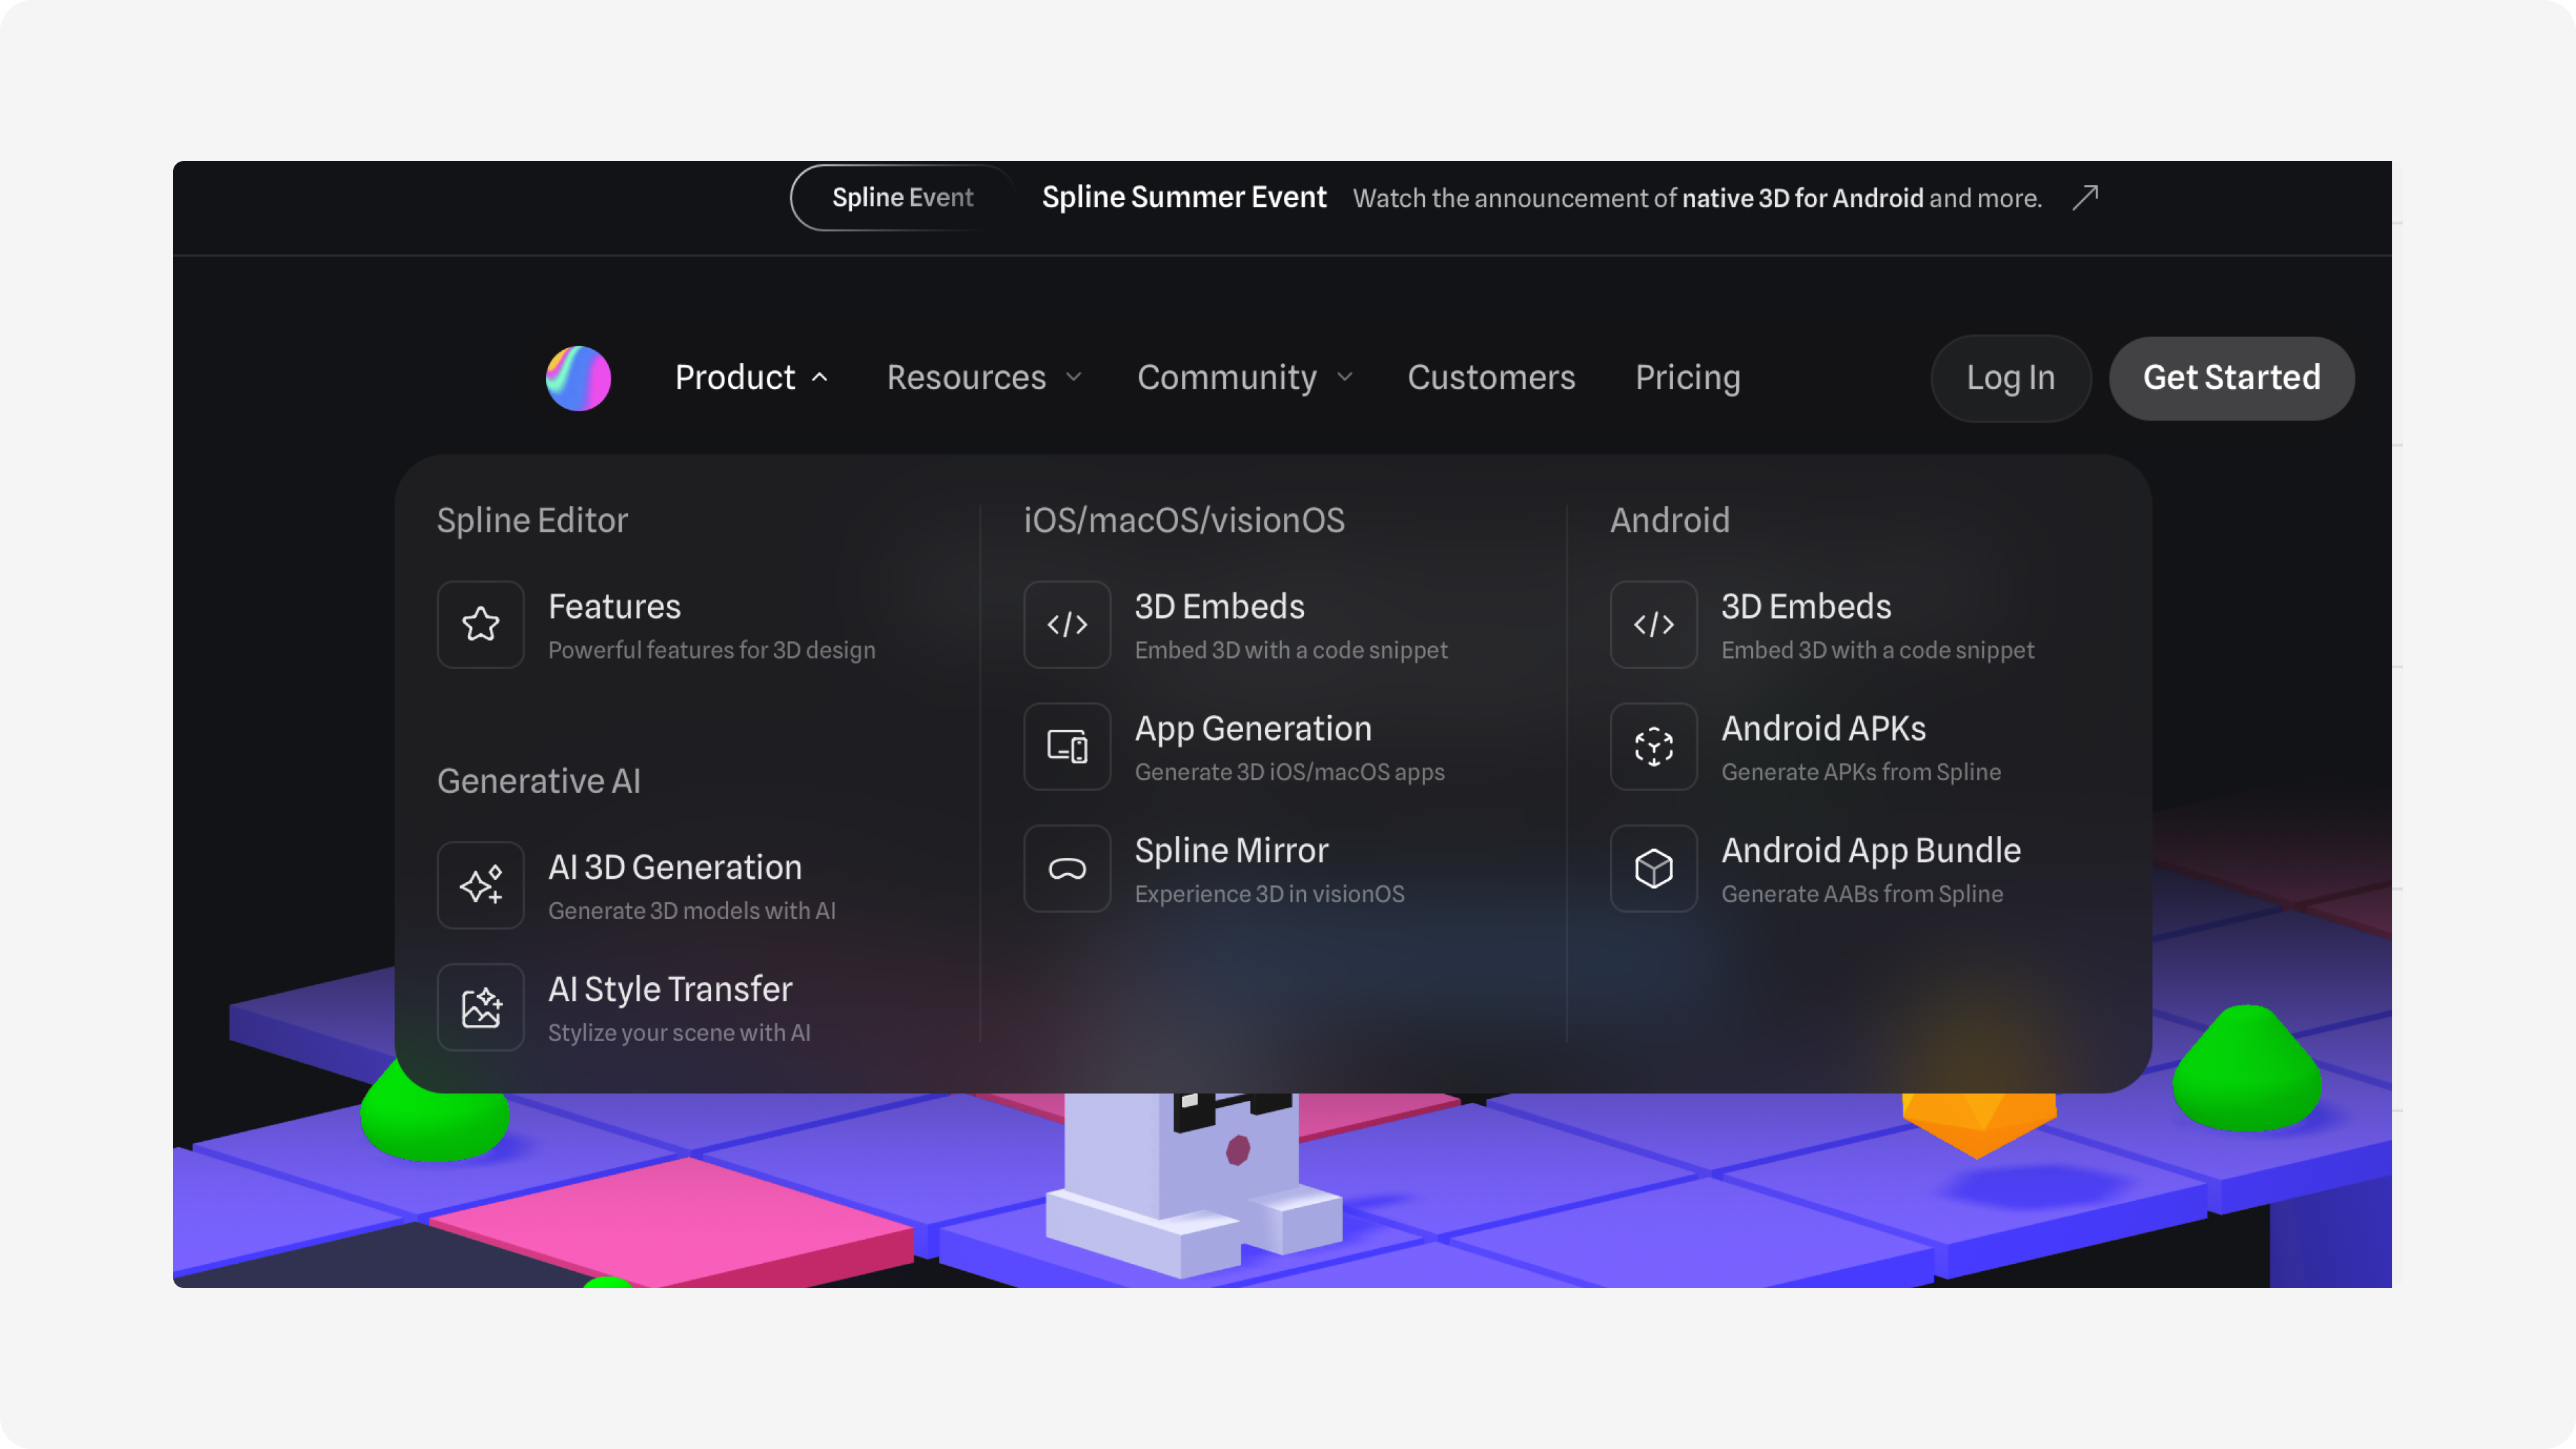 Spline Event
Spline Summer Event Watch the announcement of native 3D for Android and more.
Product Resources Community Customers Pricing Log In Get Started
Spline Editor
Features
Powerful features for 3D design
Generative AI
AI 3D Generation
Generate 3D models with AI
AI Style Transfer
Stylize your scene with AI
iOS/macOS/visionOS
3D Embeds
Embed 3D with a code snippet
App Generation
Generate 3D iOS/macOS apps
Spline Mirror
Experience 3D in visionOS
Android
3D Embeds
Embed 3D with a code snippet
Android APKs
Generate APKs from Spline
Android App Bundle
Generate AABs from Spline